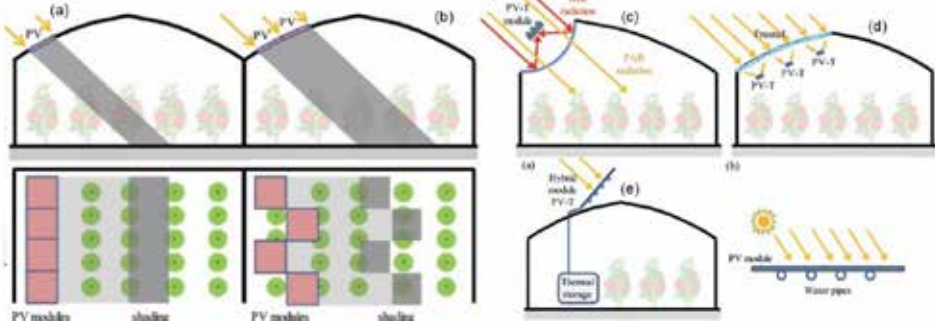 (a)
PV
(b)
PV
(c)
PV-T
module
radiation
PAR
radiation
(d)
Fresnel
PV-T
PV-T
PV-T
(a)
(b)
(e)
Hybrid
module
PV-T
Thermal
storage
PV module
Water pipes
PV modules
shading
PV modules
shading